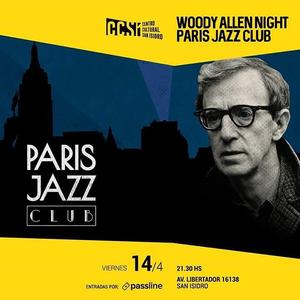 CCSI
CENTRO
CULTURAL
SAN ISIDRO
WOODY ALLEN NIGHT
PARIS JAZZ CLUB
PARIS
JAZZ
CLUB
VIERNES 14/4
21.30 HS
ENTRADAS POR: passline
AV. LIBERTADOR 16138
SAN ISIDRO